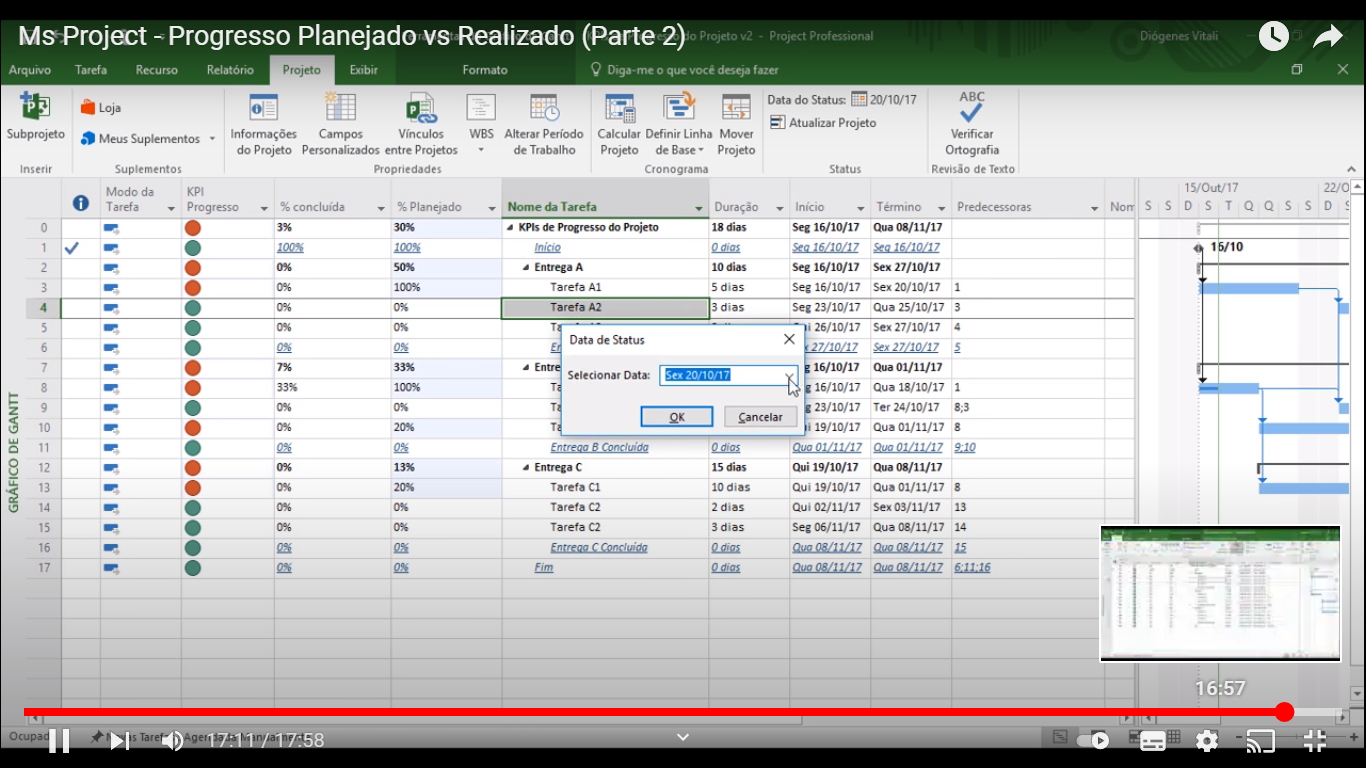 Ms Project - Progresso Planejado vs Realizado (Parte 2)
do Projeto v2 - Project Professional
Diógenes Vitali
Arquivo Tarefa Recurso Relatório Projeto Exibir Formato Diga-me o que você deseja fazer
Subprojeto
Loja
Meus Suplementos
Informações do Projeto
Campos Personalizados
Vínculos entre Projetos
WBS
Alterar Período de Trabalho
Calcular Projeto
Definir Linha de Base
Mover Projeto
Data do Status: 20/10/17
Atualizar Projeto
ABC
Verificar Ortografia
Inserir Suplementos Propriedades Cronograma Status Revisão de Texto
Modo da Tarefa KPI Progresso % concluída % Planejado Nome da Tarefa Duração Início Término Predecessoras Nom
15/Out/17 22/O
S S D S T Q Q S S D S
0 3% 30% KPIs de Progresso do Projeto 18 dias Seg 16/10/17 Qua 08/11/17
1 100% 100% Início 0 dias Seg 16/10/17 Seg 16/10/17 16/10
2 0% 50% Entrega A 10 dias Seg 16/10/17 Sex 27/10/17
3 0% 100% Tarefa A1 5 dias Seg 16/10/17 Sex 20/10/17 1
4 0% 0% Tarefa A2 3 dias Seg 23/10/17 Qua 25/10/17 3
5 0% 0% 26/10/17 Sex 27/10/17 4
6 0% 0% 27/10/17 Sex 27/10/17 5
7 7% 33% 16/10/17 Qua 01/11/17
8 33% 100% 16/10/17 Qua 18/10/17 1
9 0% 0% 23/10/17 Ter 24/10/17 8;3
10 0% 20% 19/10/17 Qua 01/11/17 8
11 0% 0% Entrega B Concluída 0 dias Qua 01/11/17 Qua 01/11/17 9;10
12 0% 13% Entrega C 15 dias Qui 19/10/17 Qua 08/11/17
13 0% 20% Tarefa C1 10 dias Qui 19/10/17 Qua 01/11/17 8
14 0% 0% Tarefa C2 2 dias Qui 02/11/17 Sex 03/11/17 13
15 0% 0% Tarefa C2 3 dias Seg 06/11/17 Qua 08/11/17 14
16 0% 0% Entrega C Concluída 0 dias Qua 08/11/17 Qua 08/11/17 15
17 0% 0% Fim 0 dias Qua 08/11/17 Qua 08/11/17 6;11;16
Data de Status
Selecionar Data: Sex 20/10/17
OK Cancelar
GRÁFICO DE GANTT
16:57
17:11 / 17:58